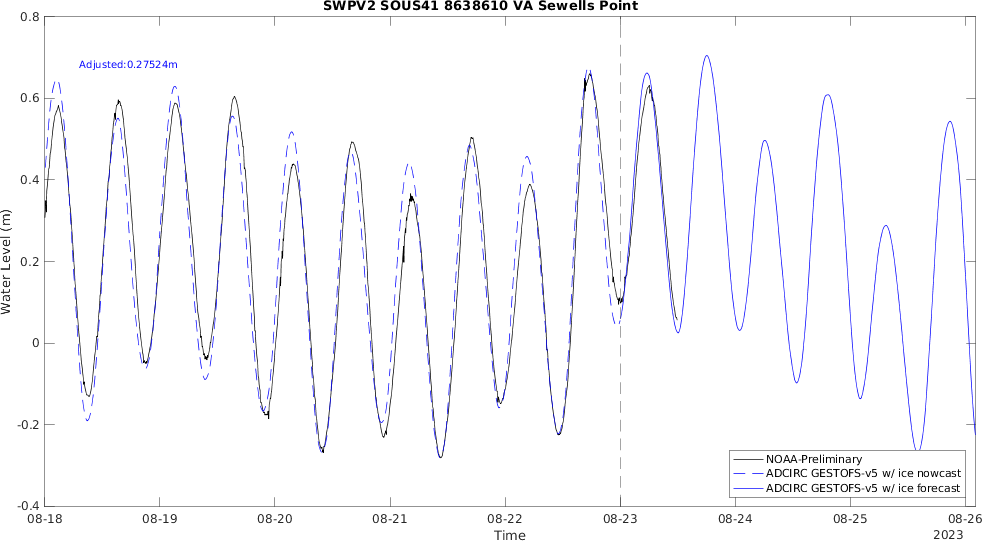 SWPV2 SOUS41 8638610 VA Sewells Point
Adjusted:0.27524m
Water Level (m)
0.8
0.6
0.4
0.2
0
-0.2
-0.4
NOAA-Preliminary
ADCIRC GESTOFS-v5 w/ ice nowcast
ADCIRC GESTOFS-v5 w/ ice forecast
08-18 08-19 08-20 08-21 08-22 08-23 08-24 08-25 08-26
Time
2023